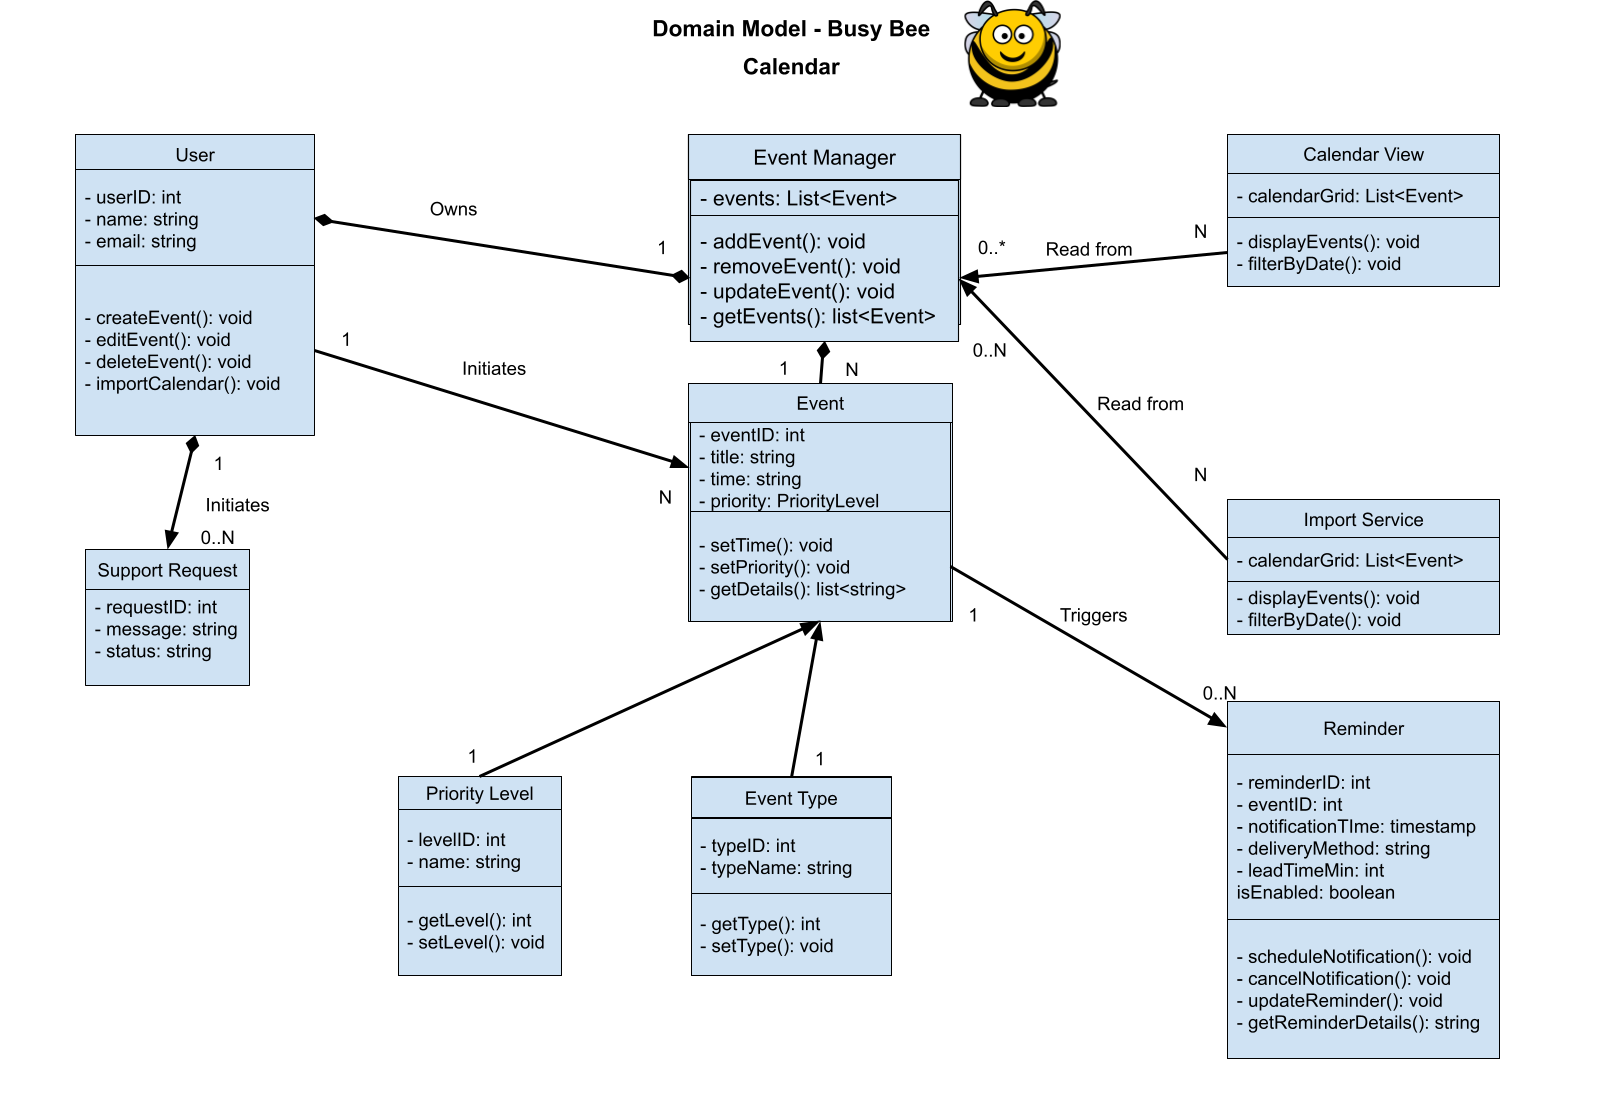 Domain Model - Busy Bee
Calendar
User
- userID: int
- name: string
- email: string
- createEvent(): void
- editEvent(): void
- deleteEvent(): void
- importCalendar(): void
Owns
1
Event Manager
- events: List<Event>
- addEvent(): void
- removeEvent(): void
- updateEvent(): void
- getEvents(): list<Event>
0..*
Read from
N
Calendar View
- calendarGrid: List<Event>
- displayEvents(): void
- filterByDate(): void
1
Initiates
N
1
N
0..N
Read from
N
Import Service
- calendarGrid: List<Event>
- displayEvents(): void
- filterByDate(): void
1
Initiates
0..N
Support Request
- requestID: int
- message: string
- status: string
Event
- eventID: int
- title: string
- time: string
- priority: PriorityLevel
- setTime(): void
- setPriority(): void
- getDetails(): list<string>
1
Triggers
0..N
1
Priority Level
- levelID: int
- name: string
- getLevel(): int
- setLevel(): void
1
Event Type
- typeID: int
- typeName: string
- getType(): int
- setType(): void
Reminder
- reminderID: int
- eventID: int
- notificationTIme: timestamp
- deliveryMethod: string
- leadTimeMin: int
isEnabled: boolean
- scheduleNotification(): void
- cancelNotification(): void
- updateReminder(): void
- getReminderDetails(): string